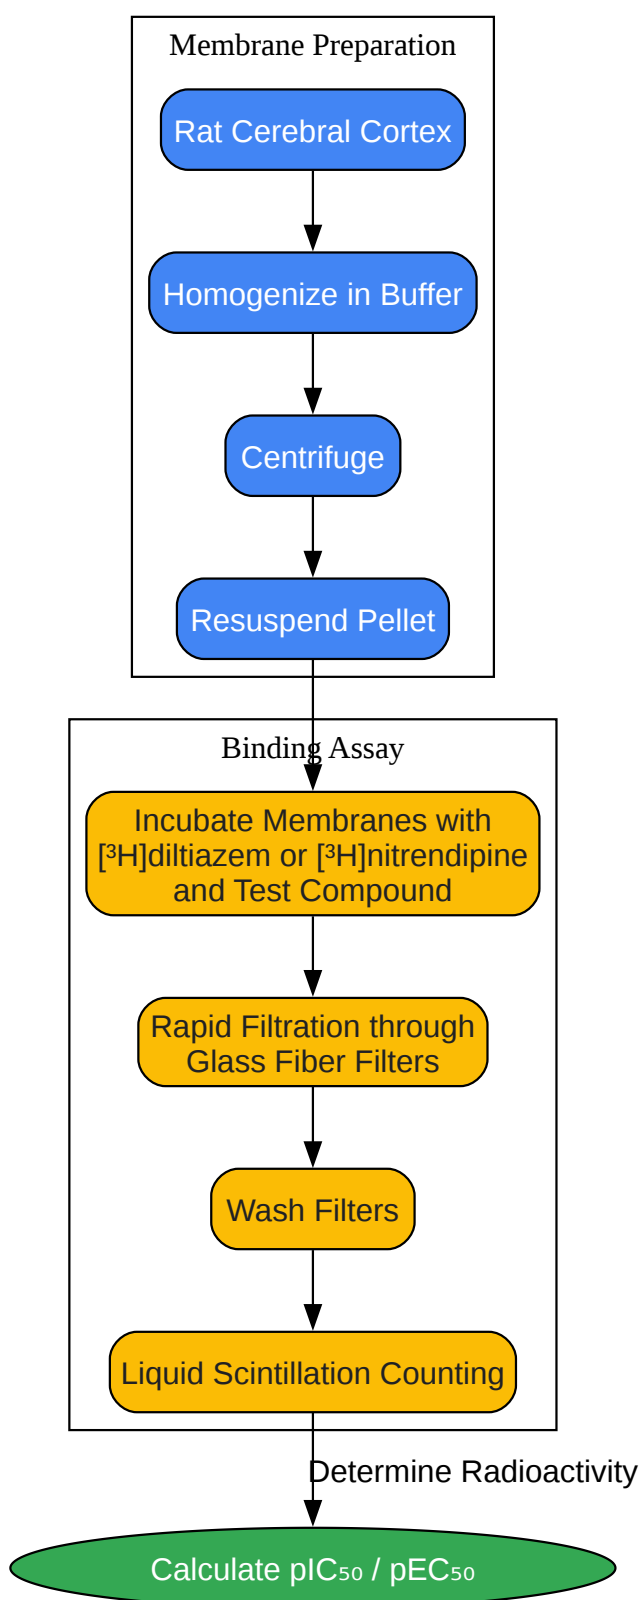 Membrane Preparation
Rat Cerebral Cortex
Homogenize in Buffer
Centrifuge
Resuspend Pellet
Binding Assay
Incubate Membranes with
[³H]diltiazem or [³H]nitrendipine
and Test Compound
Rapid Filtration through
Glass Fiber Filters
Wash Filters
Liquid Scintillation Counting
Determine Radioactivity
Calculate pIC₅₀ / pEC₅₀